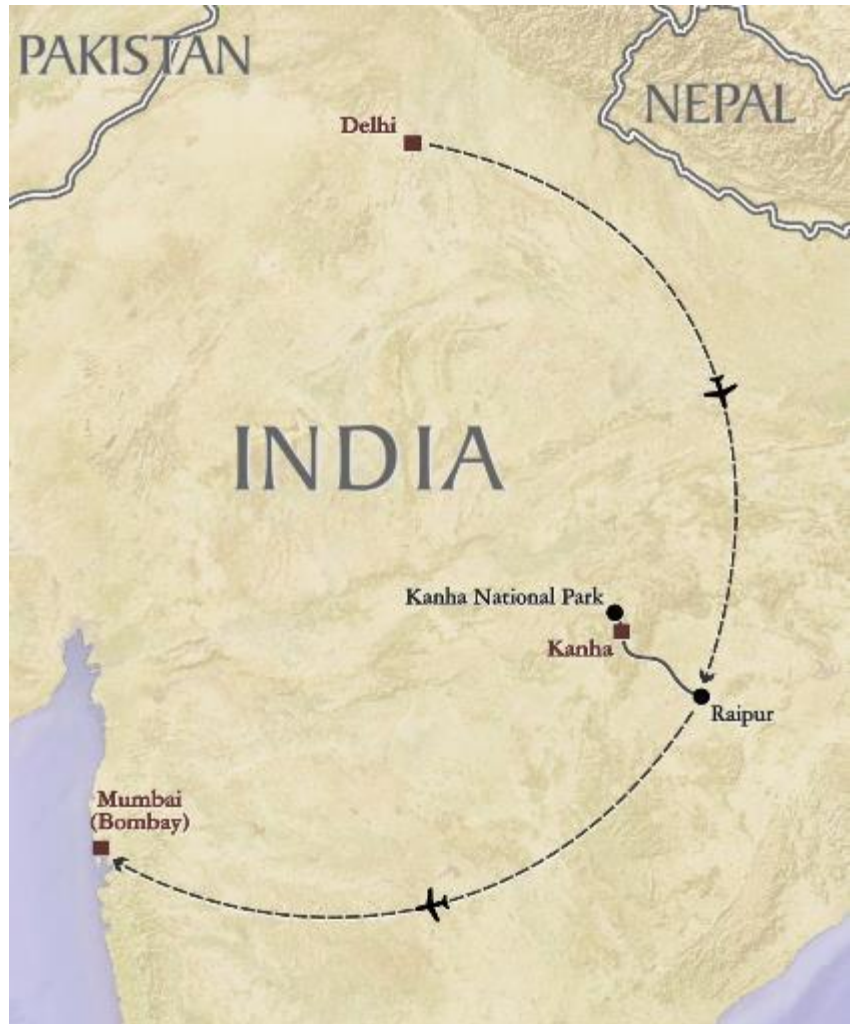 PAKISTAN
NEPAL
Delhi
INDIA
Kanha National Park
Kanha
Raipur
Mumbai
(Bombay)